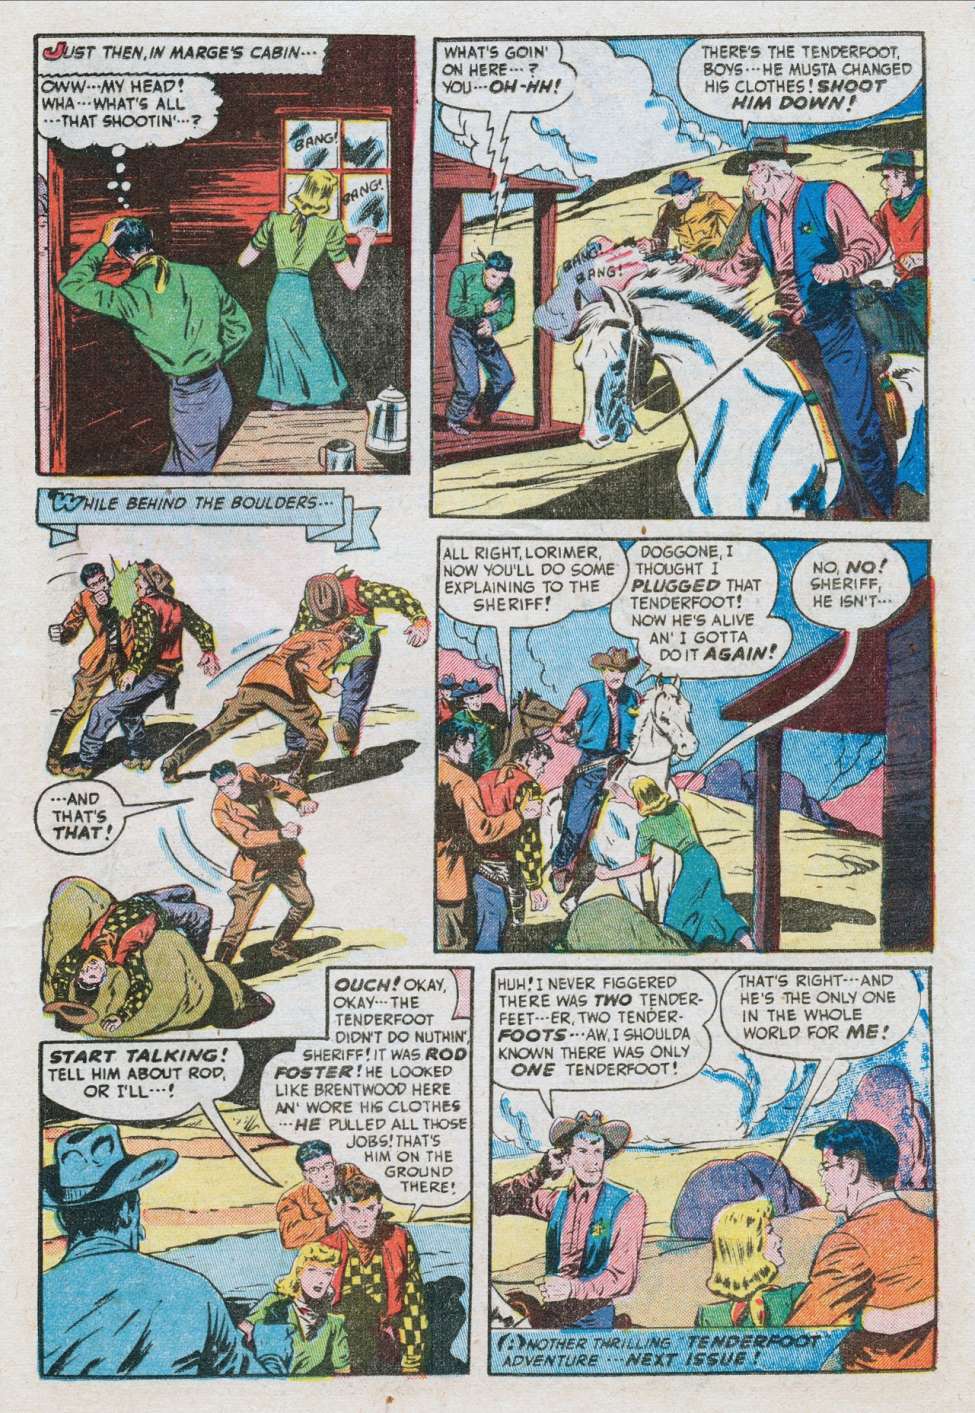 JUST THEN, IN MARGE'S CABIN---
OWW---MY HEAD!
WHA---WHAT'S ALL
---THAT SHOOTIN'---?
BANG!
BANG!
WHAT'S GOIN'
ON HERE---?
YOU---OH-HH!
THERE'S THE TENDERFOOT,
BOYS---HE MUSTA CHANGED
HIS CLOTHES! SHOOT
HIM DOWN!
BANG!
BANG!
WHILE BEHIND THE BOULDERS---
---AND
THAT'S
THAT!
ALL RIGHT, LORIMER,
NOW YOU'LL DO SOME
EXPLAINING TO THE
SHERIFF!
DOGGONE, I
THOUGHT I
PLUGGED THAT
TENDERFOOT!
NOW HE'S ALIVE
AN' I GOTTA
DO IT AGAIN!
NO, NO!
SHERIFF,
HE ISN'T---
START TALKING!
TELL HIM ABOUT ROD,
OR I'LL---!
OUCH! OKAY,
OKAY---THE
TENDERFOOT
DIDN'T DO NUTHIN',
SHERIFF! IT WAS ROD
FOSTER! HE LOOKED
LIKE BRENTWOOD HERE
AN' WORE HIS CLOTHES
---HE PULLED ALL THOSE
JOBS! THAT'S
HIM ON THE
GROUND
THERE!
HUH! I NEVER FIGGERED
THERE WAS TWO TENDER-
FEET---ER, TWO TENDER-
FOOTS---AW, I SHOULDA
KNOWN THERE WAS ONLY
ONE TENDERFOOT!
THAT'S RIGHT---AND
HE'S THE ONLY ONE
IN THE WHOLE
WORLD FOR ME!
ANOTHER THRILLING TENDERFOOT
ADVENTURE---NEXT ISSUE!